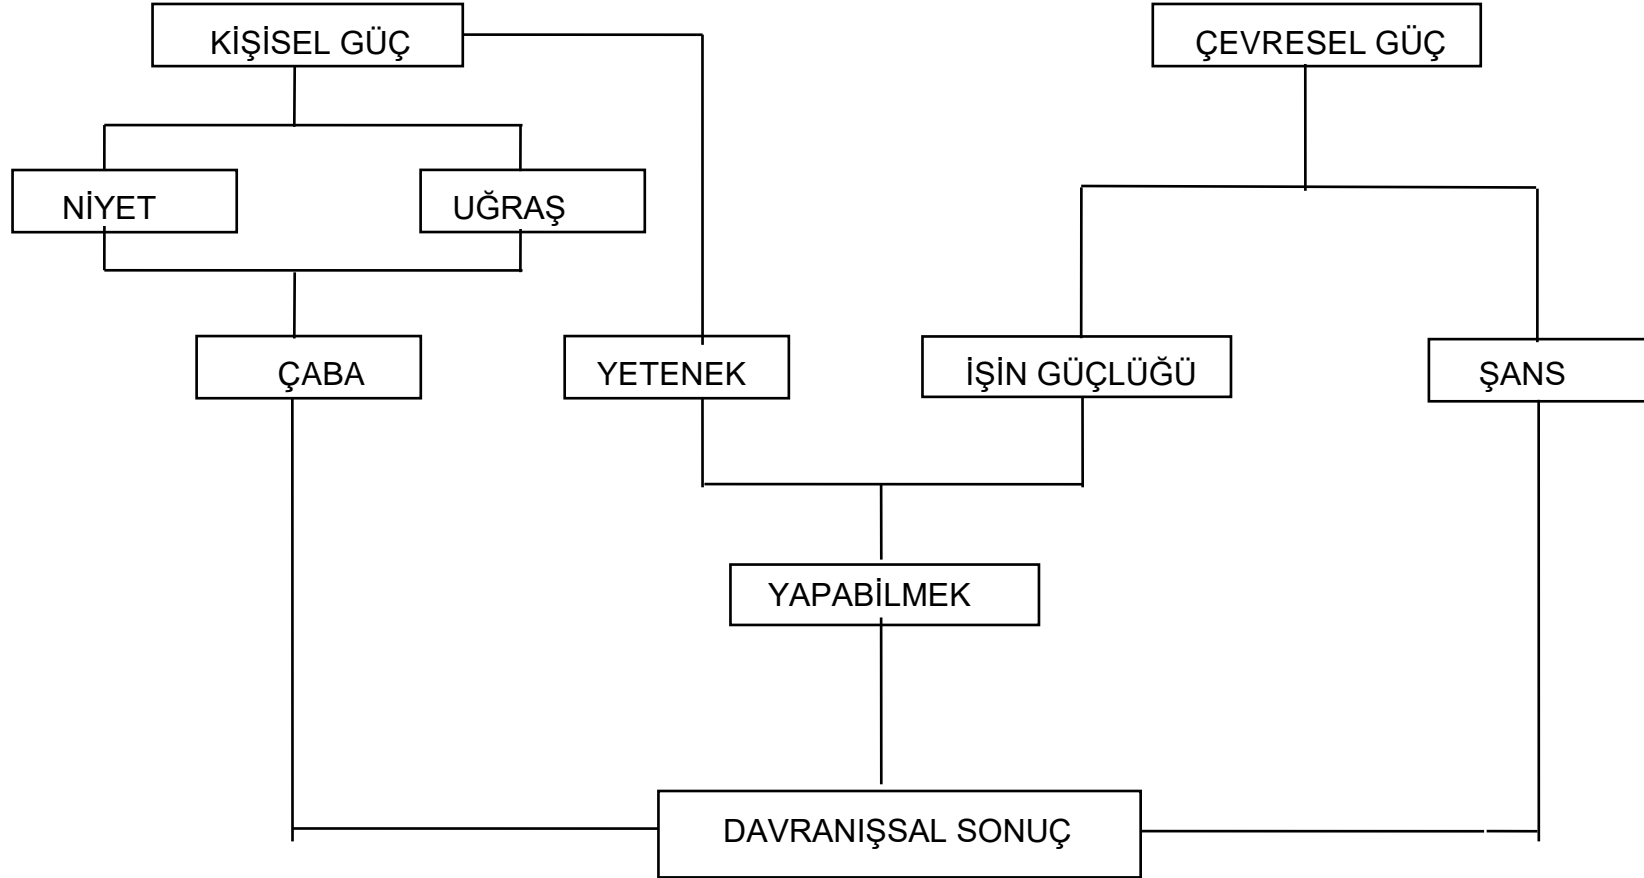 KİŞİSEL GÜÇ
ÇEVRESEL GÜÇ
NİYET
UĞRAŞ
ÇABA
YETENEK
İŞİN GÜÇLÜĞÜ
ŞANS
YAPABİLMEK
DAVRANIŞSAL SONUÇ